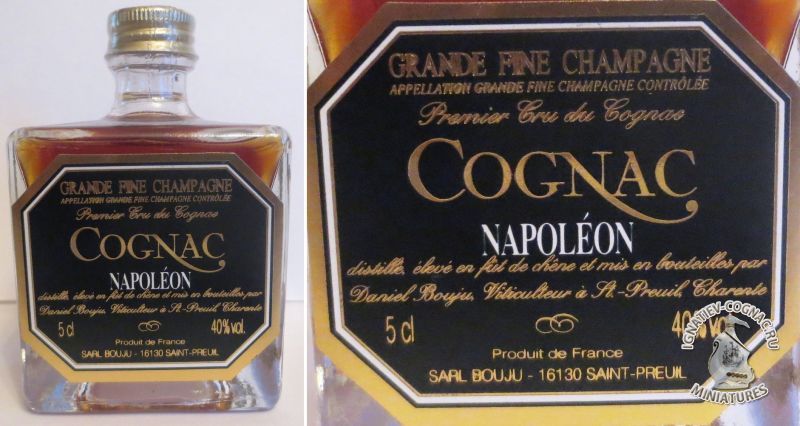 GRANDE FINE CHAMPAGNE
APPELLATION GRANDE FINE CHAMPAGNE CONTRÔLÉE
Premier Cru du Cognac
COGNAC
NAPOLÉON
distillé, élevé en fût de chêne et mis en bouteilles par
Daniel Bouju, Viticulteur à St.-Preuil, Charente
5 cl 40% vol.
GRANDE FINE CHAMPAGNE
APPELLATION GRANDE FINE CHAMPAGNE CONTRÔLÉE
Premier Cru du Cognac
COGNAC
NAPOLÉON
distillé, élevé en fût de chêne et mis en bouteilles par
Daniel Bouju, Viticulteur à St.-Preuil, Charente
5 cl 40% vol.
Produit de France
SARL BOUJU - 16130 SAINT-PREUIL
Produit de France
SARL BOUJU - 16130 SAINT-PREUIL
IGNATIEV-COGNAC.RU
MINIATURES